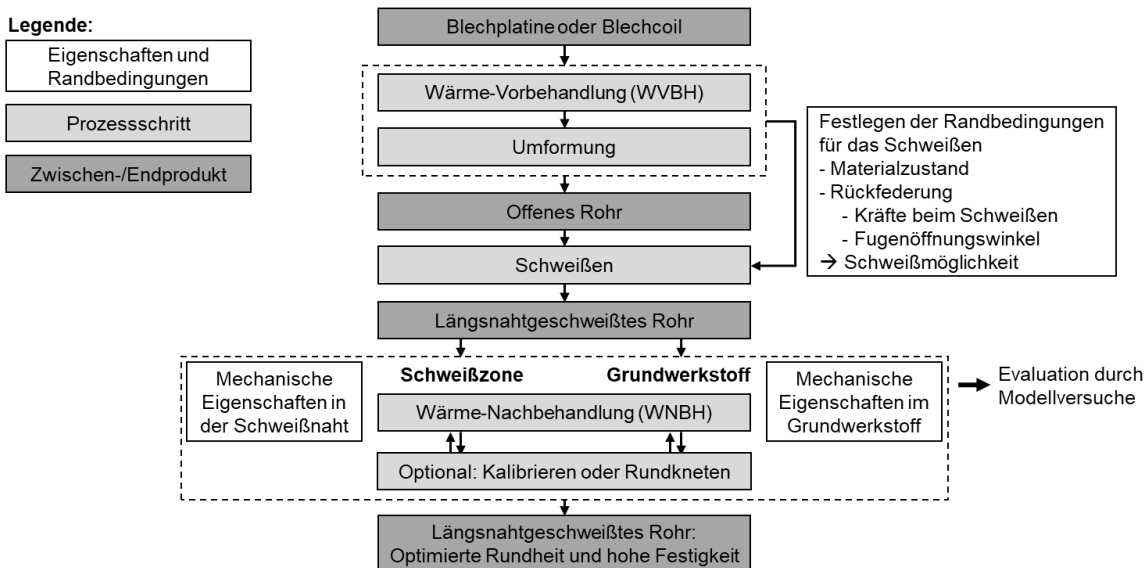 Legende:
Eigenschaften und
Randbedingungen
Prozessschritt
Zwischen-/Endprodukt
Blechplatine oder Blechcoil
Wärme-Vorbehandlung (WVBH)
Umformung
Offenes Rohr
Schweißen
Längsnahtgeschweißtes Rohr
Festlegen der Randbedingungen
für das Schweißen
- Materialzustand
- Rückfederung
- Kräfte beim Schweißen
- Fugenöffnungswinkel
→ Schweißmöglichkeit
Mechanische
Eigenschaften in
der Schweißnaht
Schweißzone
Grundwerkstoff
Wärme-Nachbehandlung (WNBH)
Optional: Kalibrieren oder Rundkneten
Mechanische
Eigenschaften im
Grundwerkstoff
Evaluation durch
Modellversuche
Längsnahtgeschweißtes Rohr:
Optimierte Rundheit und hohe Festigkeit